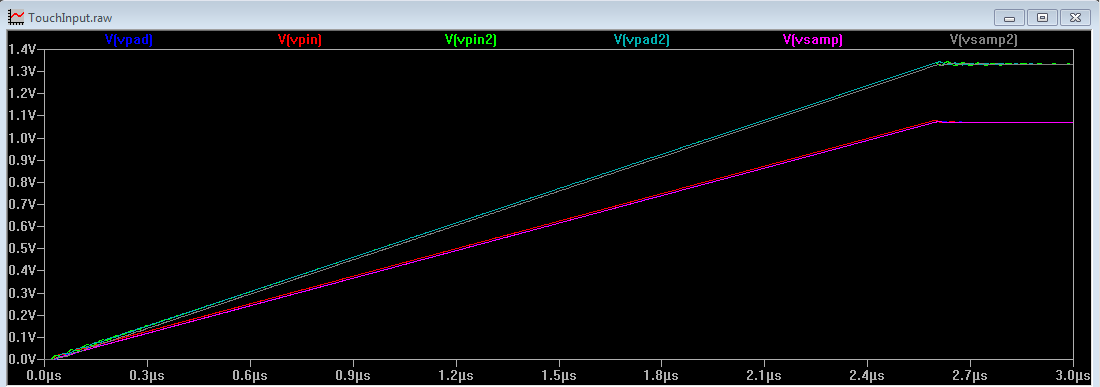 TouchInput.raw
V(vpad) V(vpin) V(vpin2) V(vpad2) V(vsamp) V(vsamp2)
1.4V
1.3V
1.2V
1.1V
1.0V
0.9V
0.8V
0.7V
0.6V
0.5V
0.4V
0.3V
0.2V
0.1V
0.0V
0.0µs 0.3µs 0.6µs 0.9µs 1.2µs 1.5µs 1.8µs 2.1µs 2.4µs 2.7µs 3.0µs